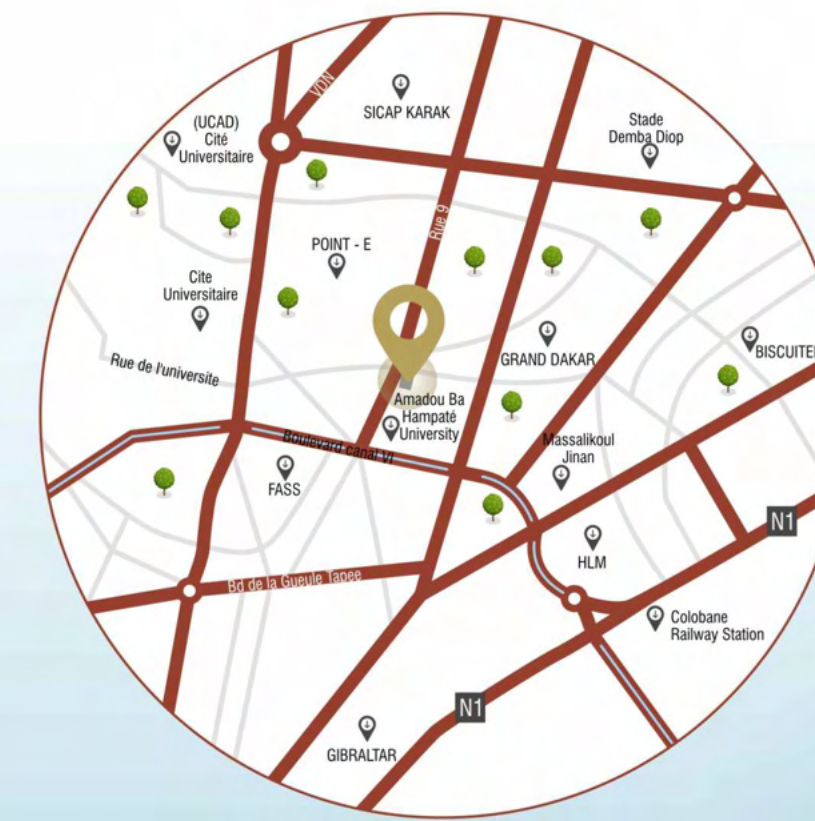 VDN
SICAP KARAK
(UCAD)
Cité
Universitaire
Stade
Demba Diop
Rue 9
POINT - E
Cite
Universitaire
GRAND DAKAR
BISCUITE
Rue de l'universite
Amadou Ba
Hampaté
University
Boulevard canal VI
Massalikoul
Jinan
FASS
N1
HLM
Bd de la Gueule Tapee
Colobane
Railway Station
N1
GIBRALTAR